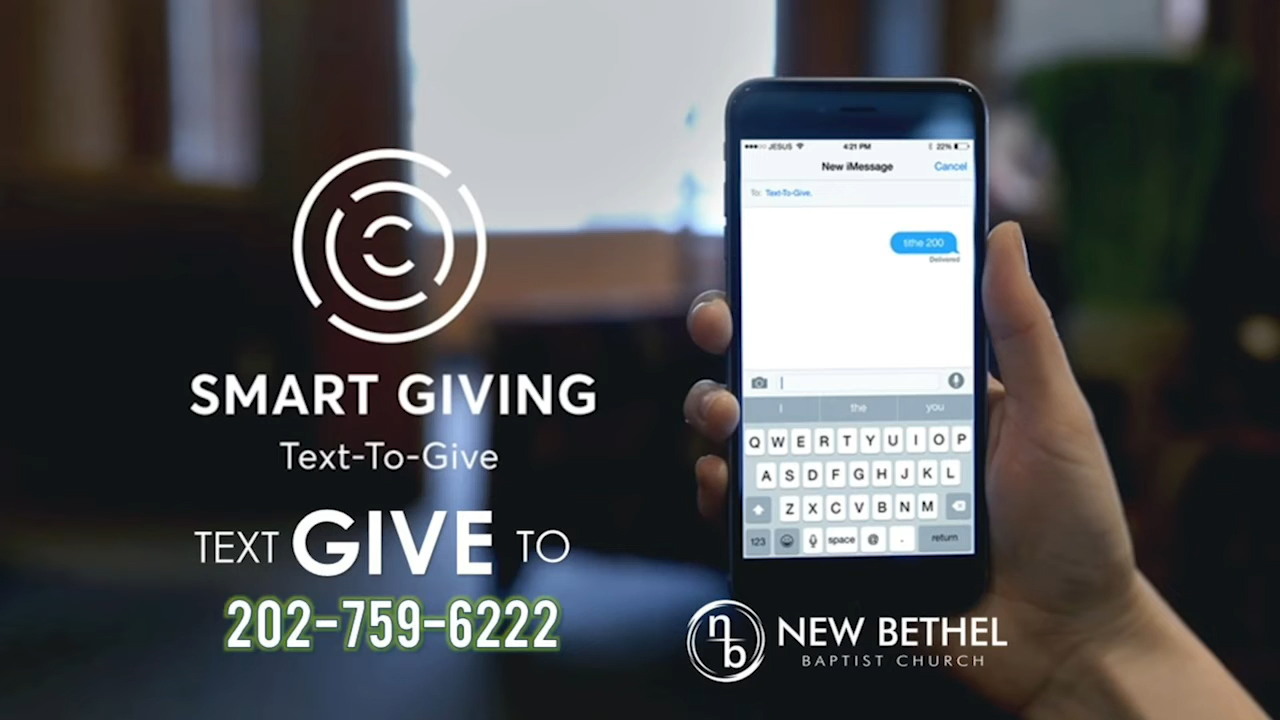 SMART GIVING
Text-To-Give
TEXT GIVE TO
202-759-6222
JESUS 4:21 PM 22%
New iMessage Cancel
To: Text-To-Give,
tithe 200
Delivered
I the you
Q W E R T Y U I O P
A S D F G H J K L
Z X C V B N M
123 space @ . return
nb
NEW BETHEL
BAPTIST CHURCH